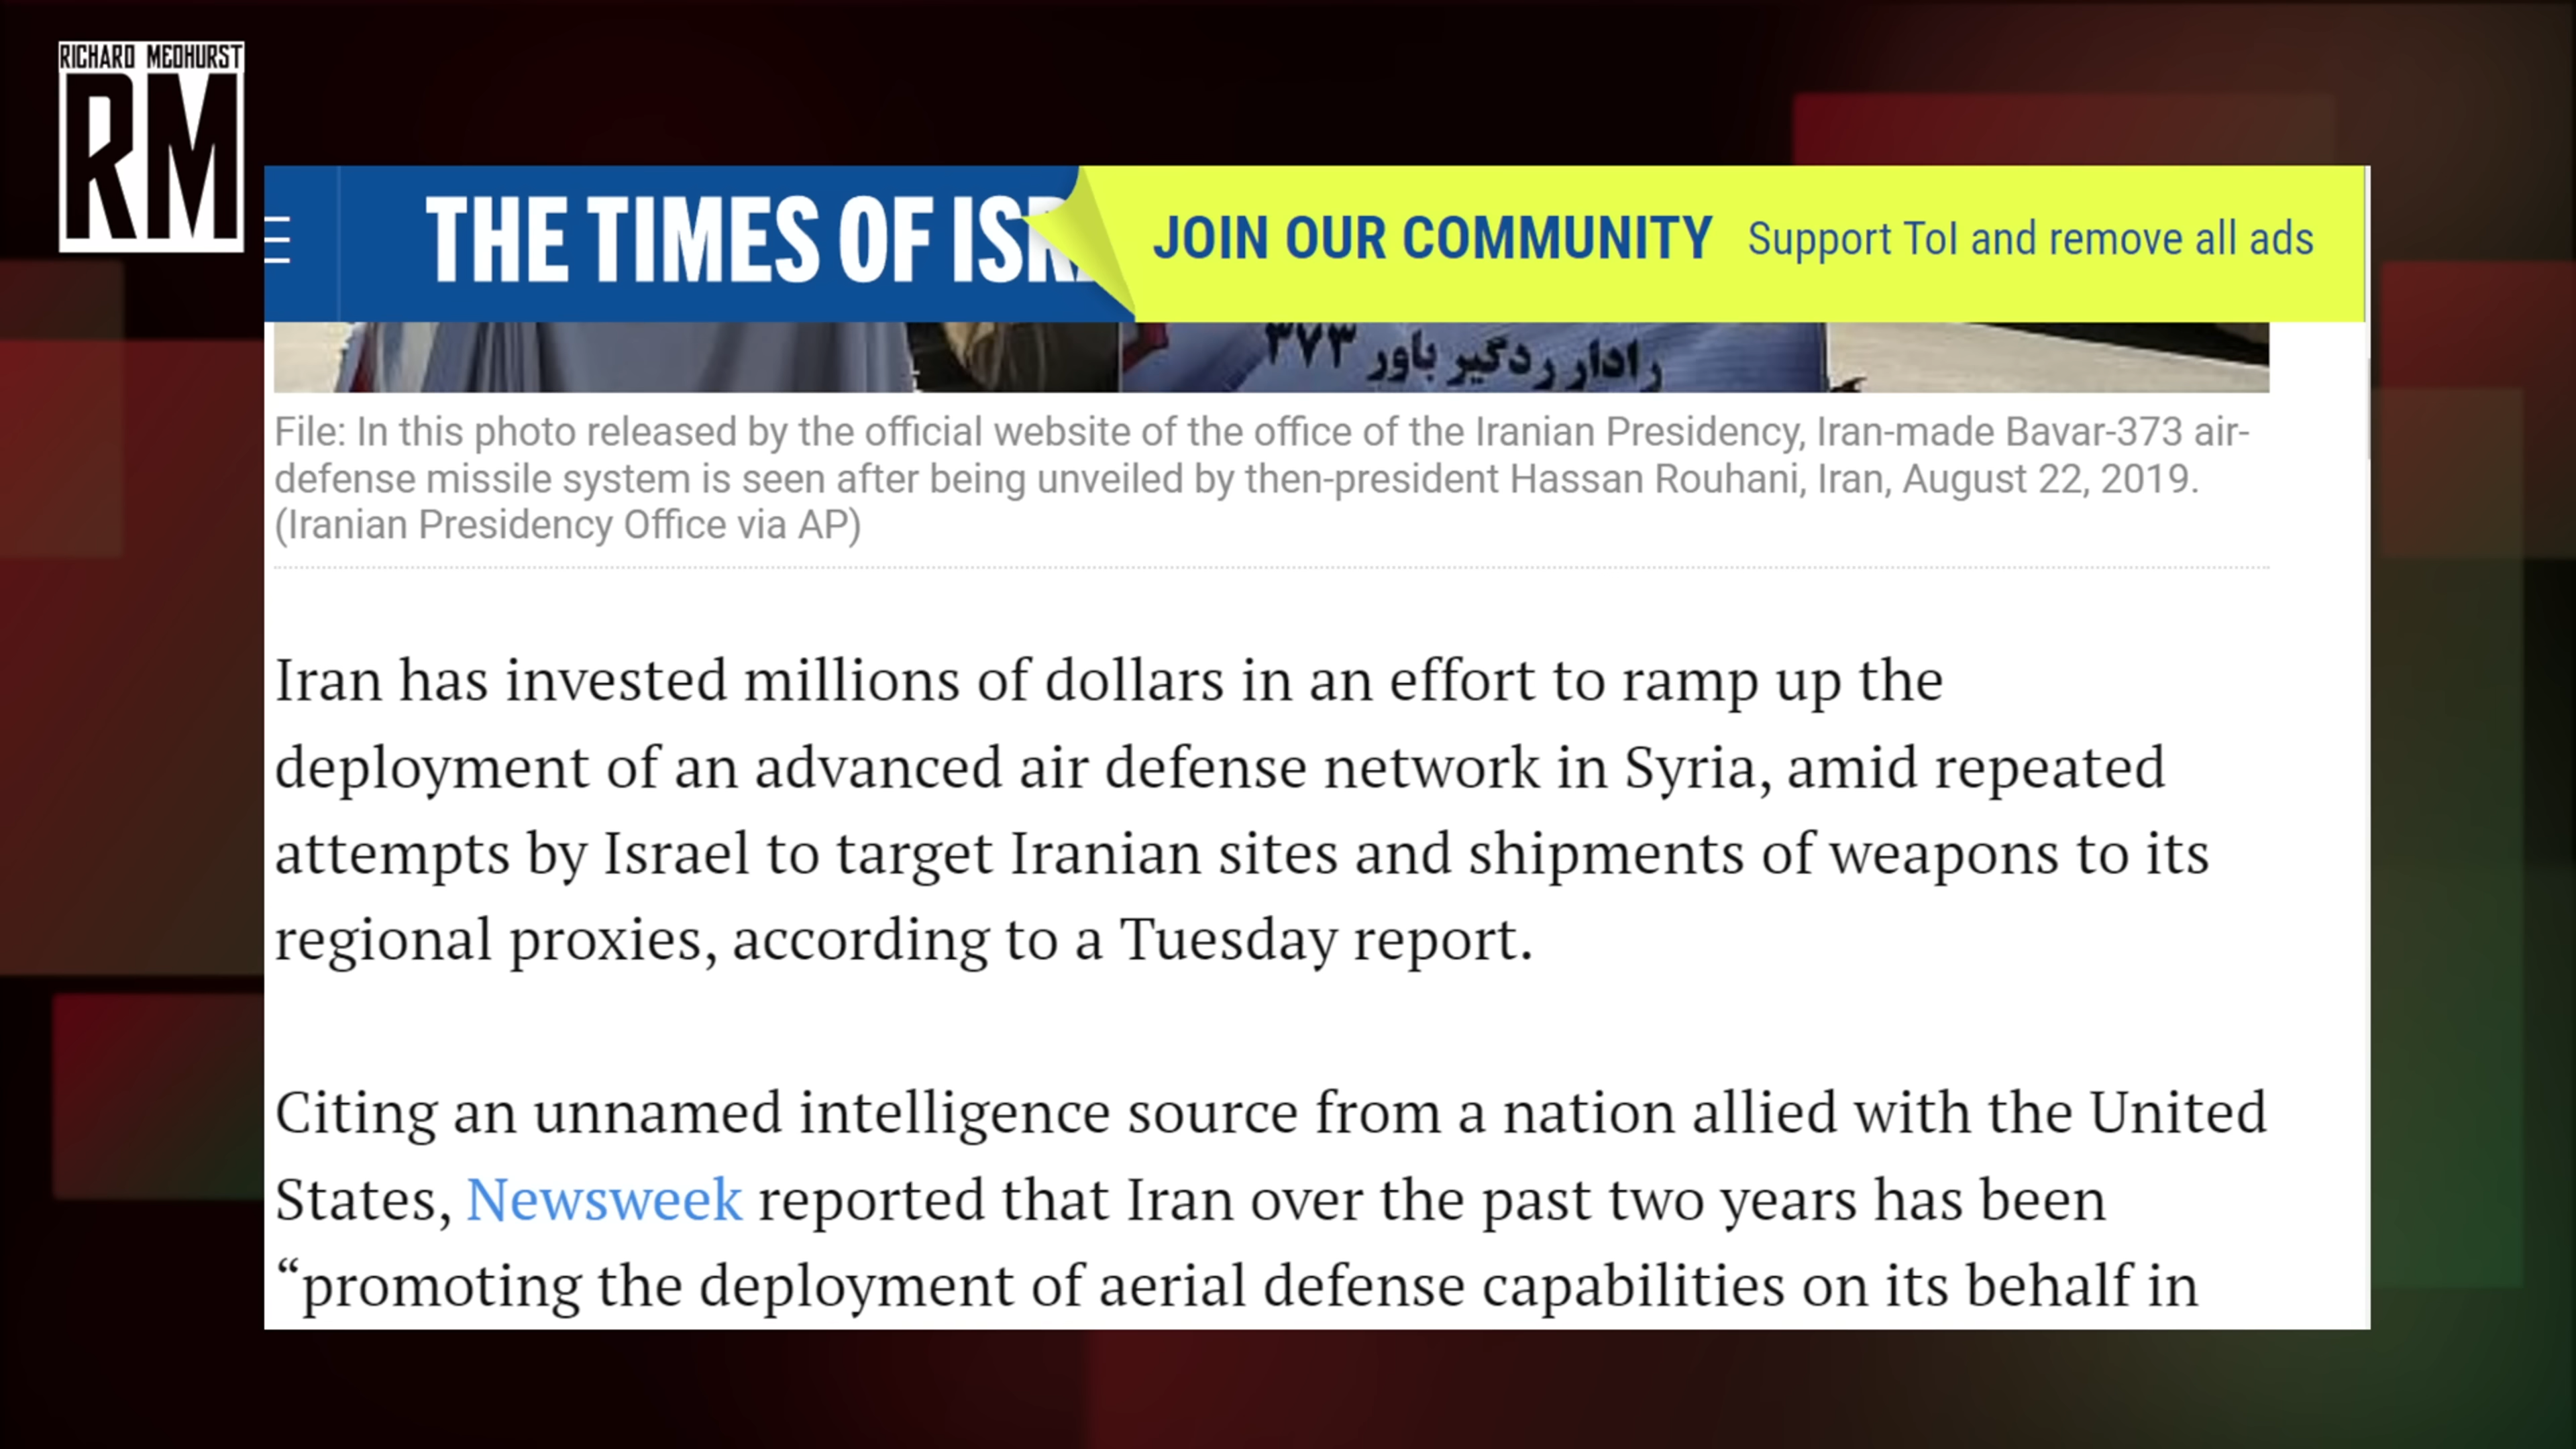 RICHARD MEDHURST
RM
THE TIMES OF ISR
JOIN OUR COMMUNITY Support ToI and remove all ads
رادار ردگیر باور ۳۷۳
File: In this photo released by the official website of the office of the Iranian Presidency, Iran-made Bavar-373 air-
defense missile system is seen after being unveiled by then-president Hassan Rouhani, Iran, August 22, 2019.
(Iranian Presidency Office via AP)
Iran has invested millions of dollars in an effort to ramp up the
deployment of an advanced air defense network in Syria, amid repeated
attempts by Israel to target Iranian sites and shipments of weapons to its
regional proxies, according to a Tuesday report.
Citing an unnamed intelligence source from a nation allied with the United
States, Newsweek reported that Iran over the past two years has been
“promoting the deployment of aerial defense capabilities on its behalf in